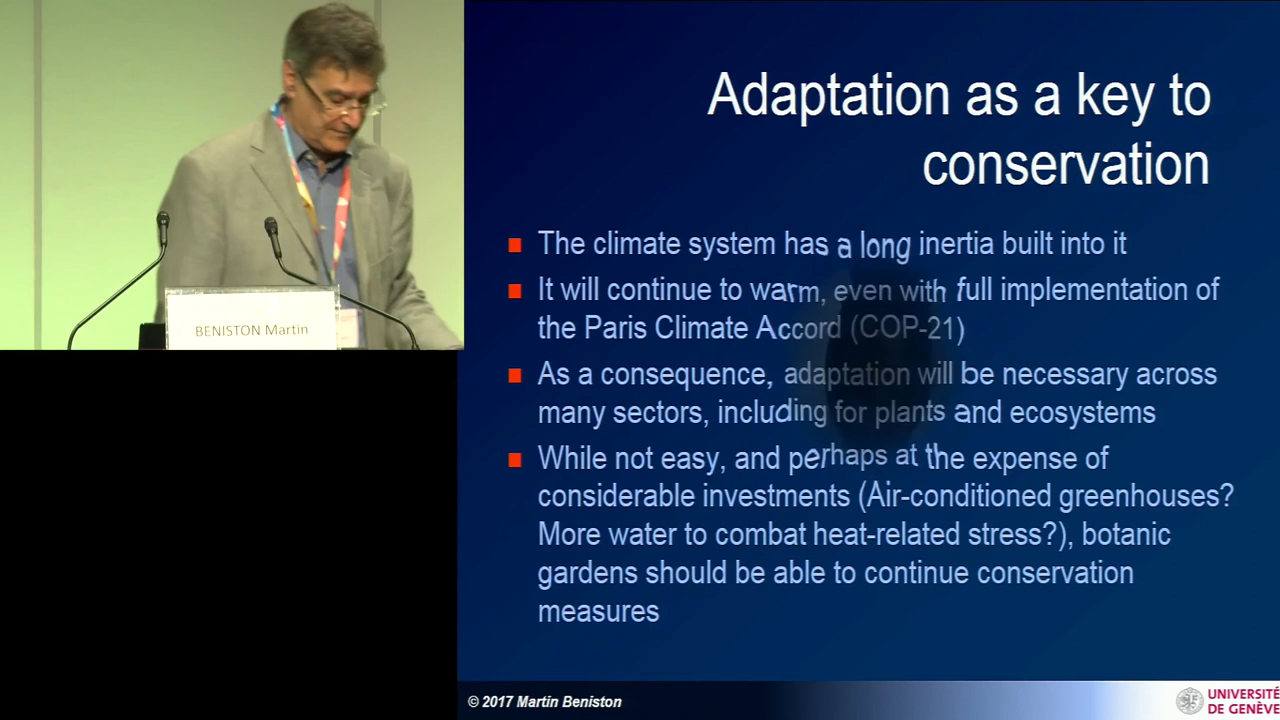 Adaptation as a key to
conservation
The climate system has a long inertia built into it
It will continue to warm, even with full implementation of
the Paris Climate Accord (COP-21)
As a consequence, adaptation will be necessary across
many sectors, including for plants and ecosystems
While not easy, and perhaps at the expense of
considerable investments (Air-conditioned greenhouses?
More water to combat heat-related stress?), botanic
gardens should be able to continue conservation
measures
BENISTON Martin
© 2017 Martin Beniston
UNIVERSITÉ
DE GENÈVE